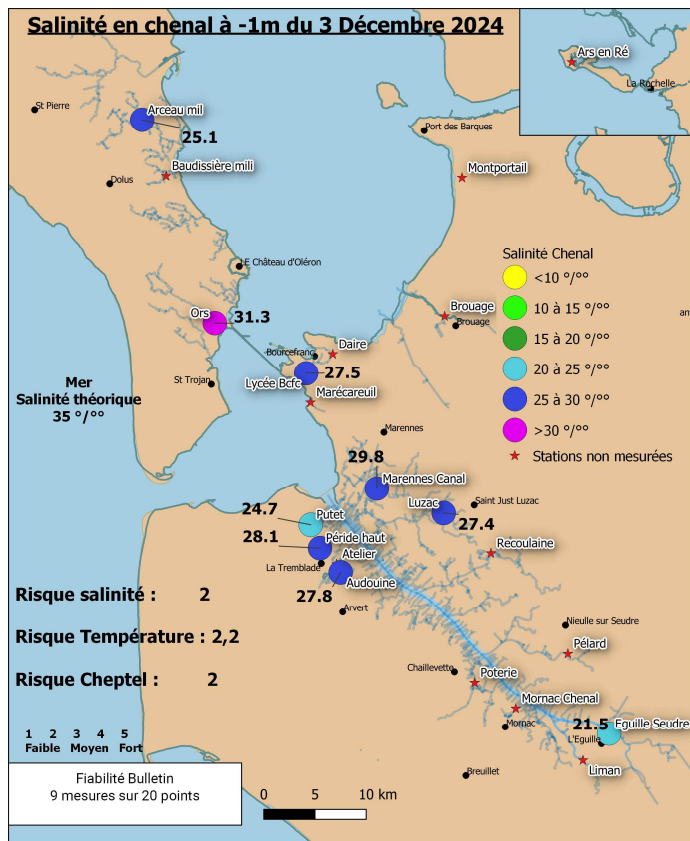 Salinité en chenal à -1m du 3 Décembre 2024
Ars en Ré
La Rochelle
St Pierre
Arceau mil
25.1
Port des Barques
Baudissière mili
Dolus
Montportail
LE Château d'Oléron
Salinité Chenal
<10 °/°°
10 à 15 °/°°
15 à 20 °/°°
20 à 25 °/°°
25 à 30 °/°°
>30 °/°°
Stations non mesurées
Ors
31.3
Brouage
Brouage
an
Daire
Bourcefranc
Lycée Bcfc
27.5
Marécareuil
Mer
Salinité théorique
35 °/°°
St Trojan
Marennes
29.8
Marennes Canal
Luzac
Saint Just Luzac
27.4
24.7
Putet
28.1
Péride haut
Atelier
La Tremblade
Audouine
27.8
Arvert
Recoulaine
Risque salinité : 2
Risque Température : 2,2
Risque Cheptel : 2
Nieulle sur Seudre
Pélard
Chaillevette
Poterie
Mornac Chenal
Mornac
21.5
Eguille Seudre
L'Eguille
Liman
Breuillet
1 2 3 4 5
Faible Moyen Fort
Fiabilité Bulletin
9 mesures sur 20 points
0 5 10 km